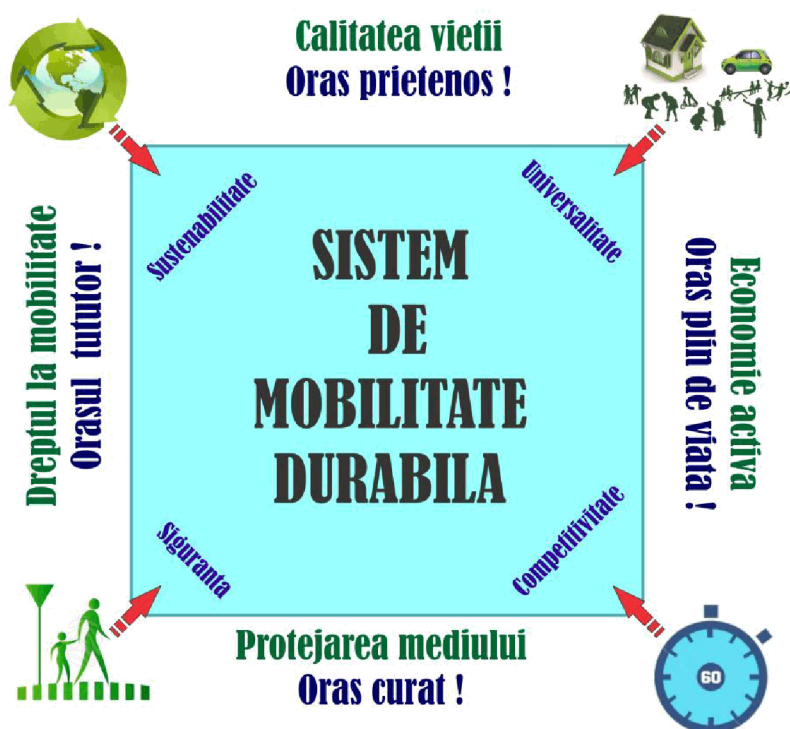 Calitatea vietii
Oras prietenos !
Sustenabilitate
Universalitate
Dreptul la mobilitate
Orasul tututor !
SISTEM
DE
MOBILITATE
DURABILA
Economie activa
Oras plin de viata !
Siguranta
Competitivitate
Protejarea mediului
Oras curat !
60